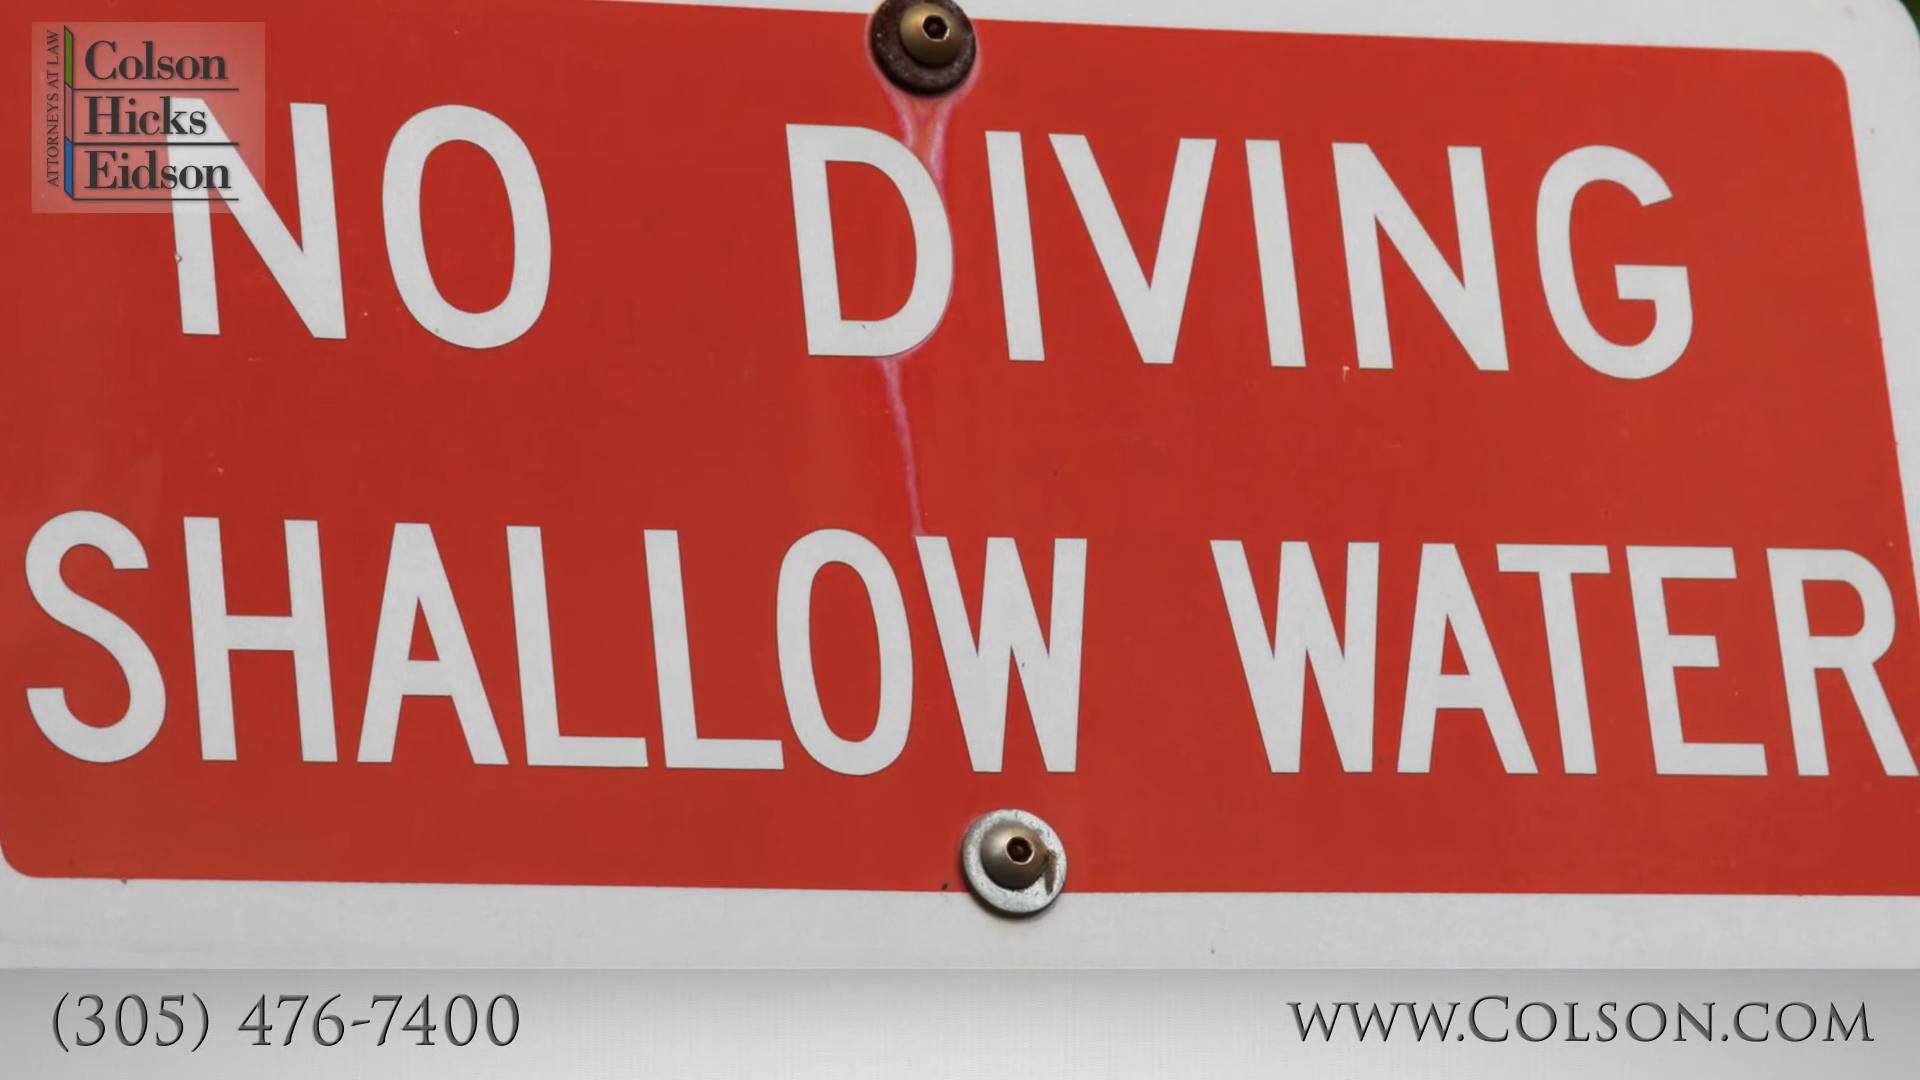 ATTORNEYS AT LAW
Colson
Hicks
Eidson
NO DIVING
SHALLOW WATER
(305) 476-7400
www.Colson.com